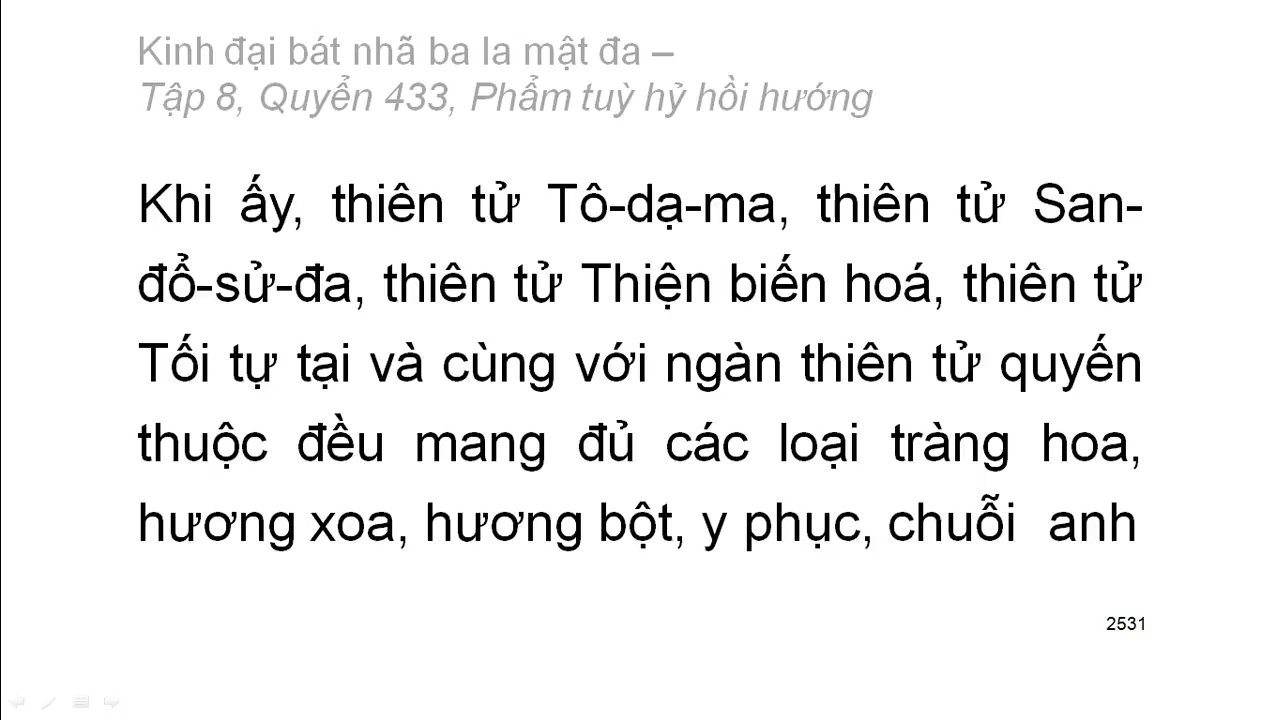 Kinh đại bát nhã ba la mật đa –
Tập 8, Quyển 433, Phẩm tuỳ hỷ hồi hướng
Khi ấy, thiên tử Tô-dạ-ma, thiên tử San-
đổ-sử-đa, thiên tử Thiện biến hoá, thiên tử
Tối tự tại và cùng với ngàn thiên tử quyến
thuộc đều mang đủ các loại tràng hoa,
hương xoa, hương bột, y phục, chuỗi anh
2531